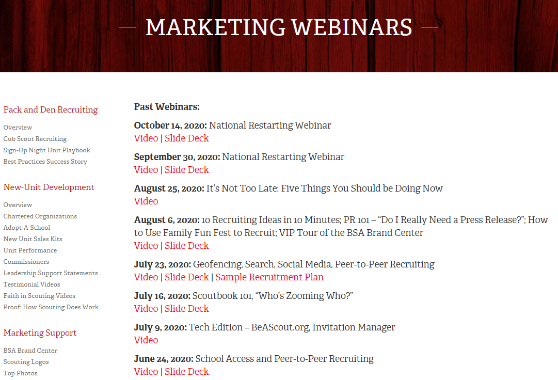 MARKETING WEBINARS
Pack and Den Recruiting
Overview
Cub Scout Recruiting
Sign-Up Night Unit Playbook
Best Practices Success Story
New-Unit Development
Overview
Chartered Organizations
Adopt A School
New Unit Sales Kits
Unit Performance
Commissioners
Leadership Support Statements
Testimonial Videos
Faith in Scouting Videos
Proof: How Scouting Does Work
Marketing Support
BSA Brand Center
Scouting Logos
Top Photos
Past Webinars:
October 14, 2020: National Restarting Webinar
Video | Slide Deck
September 30, 2020: National Restarting Webinar
Video | Slide Deck
August 25, 2020: It's Not Too Late: Five Things You Should be Doing Now
Video
August 6, 2020: 10 Recruiting Ideas in 10 Minutes; PR 101 – “Do I Really Need a Press Release?”; How
to Use Family Fun Fest to Recruit; VIP Tour of the BSA Brand Center
Video | Slide Deck
July 23, 2020: Geofencing, Search, Social Media, Peer-to-Peer Recruiting
Video | Slide Deck | Sample Recruitment Plan
July 16, 2020: Scoutbook 101, “Who's Zooming Who?”
Video | Slide Deck
July 9, 2020: Tech Edition – BeAScout.org, Invitation Manager
Video
June 24, 2020: School Access and Peer-to-Peer Recruiting
Video | Slide Deck